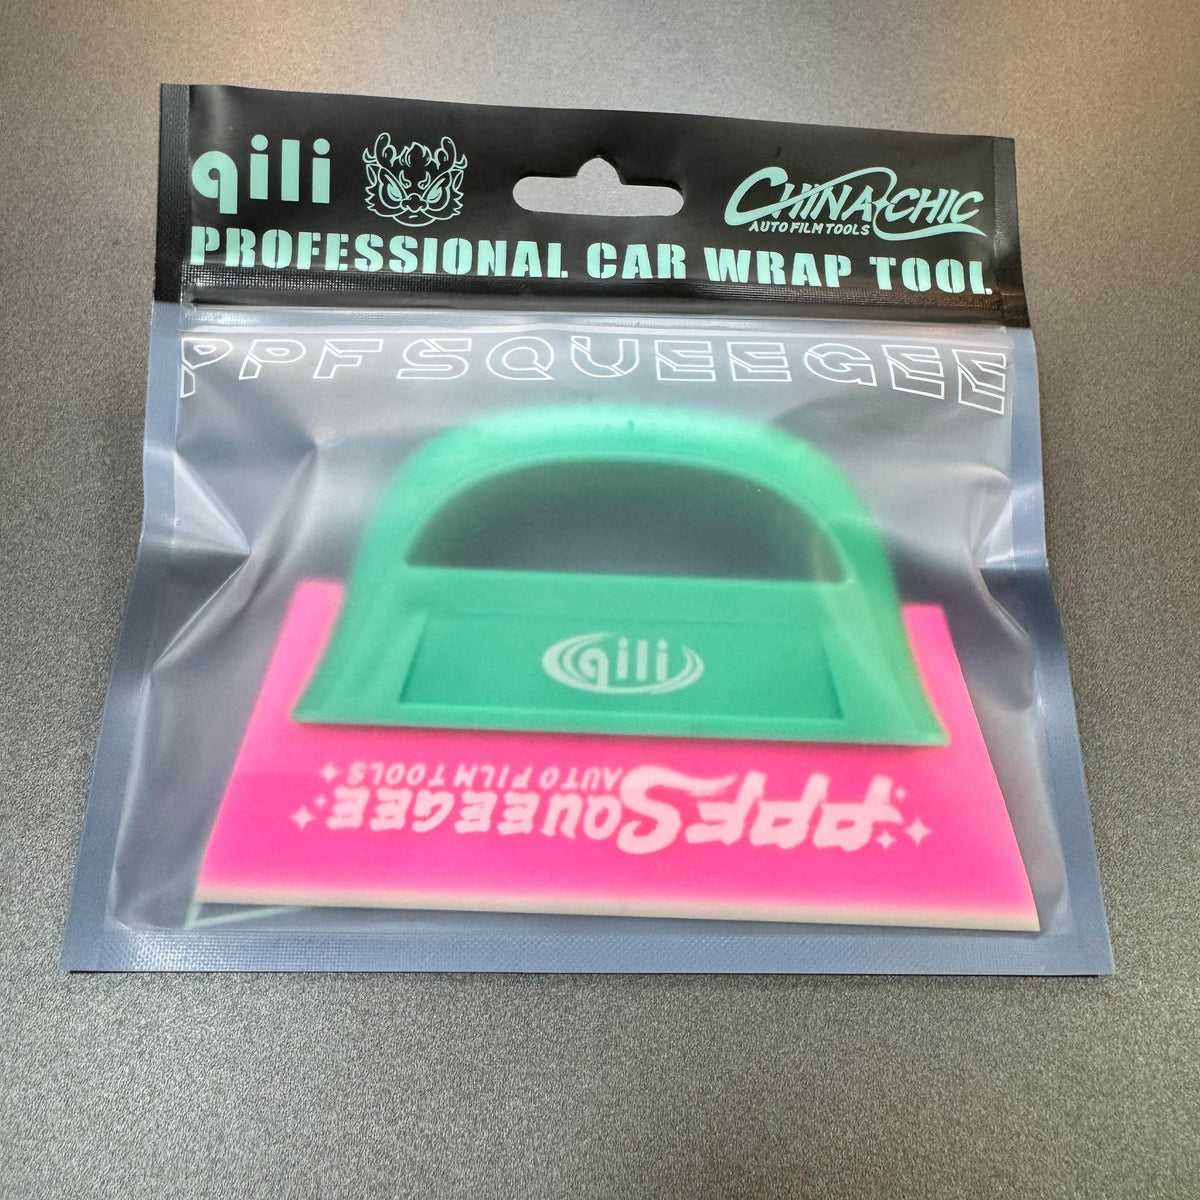 qili
CHINA-CHIC
AUTO FILM TOOLS
PROFESSIONAL CAR WRAP TOOL
PPF SQUEEGEE
qili
PPF SQUEEGEE
AUTO FILM TOOLS